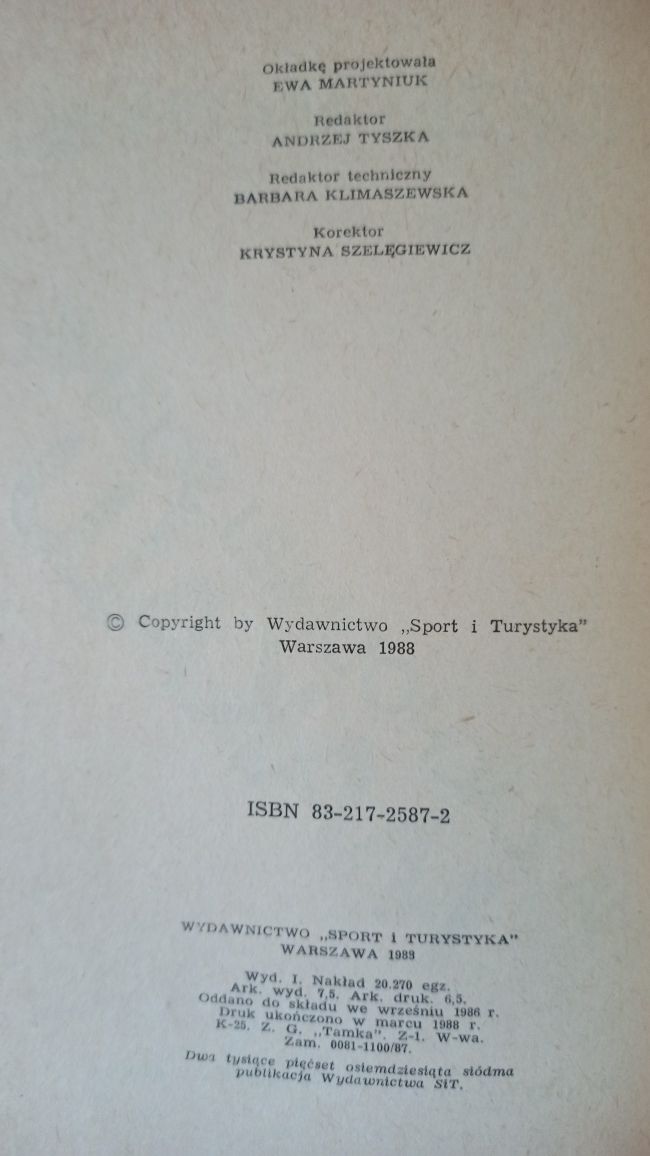 Okładkę projektowała
EWA MARTYNIUK
Redaktor
ANDRZEJ TYSZKA
Redaktor techniczny
BARBARA KLIMASZEWSKA
Korektor
KRYSTYNA SZELĘGIEWICZ
© Copyright by Wydawnictwo „Sport i Turystyka”
Warszawa 1988
ISBN 83-217-2587-2
WYDAWNICTWO „SPORT i TURYSTYKA”
WARSZAWA 1988
Wyd. I. Nakład 20.270 egz.
Ark. wyd. 7,5. Ark. druk. 6,5.
Oddano do składu we wrześniu 1986 r.
Druk ukończono w marcu 1988 r.
K-25. Z. G. „Tamka”. Z-1. W-wa.
Zam. 0081-1100/87.
Dwa tysiące pięćset osiemdziesiąta siódma
publikacja Wydawnictwa SiT.